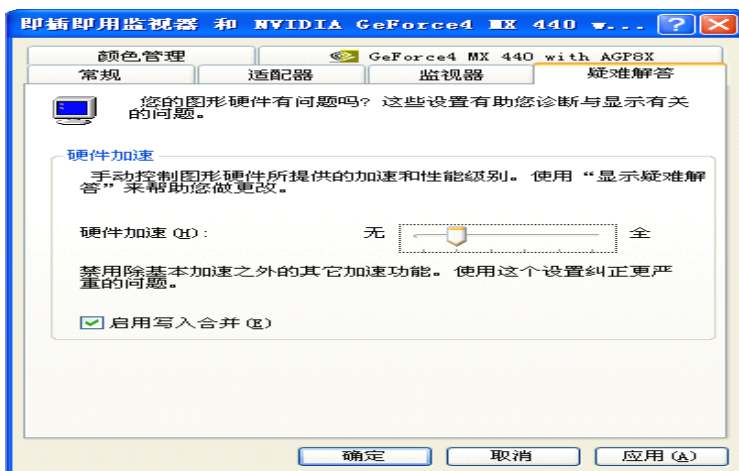 即插即用监视器 和 NVIDIA GeForce4 MX 440 w...
颜色管理
GeForce4 MX 440 with AGP8X
常规
适配器
监视器
疑难解答
您的图形硬件有问题吗? 这些设置有助您诊断与显示有关
的问题。
硬件加速
手动控制图形硬件所提供的加速和性能级别。使用“显示疑难解
答”来帮助您做更改。
硬件加速(H):
无
全
禁用除基本加速之外的其它加速功能。使用这个设置纠正更严
重的问题。
启用写入合并(E)
确定
取消
应用(A)